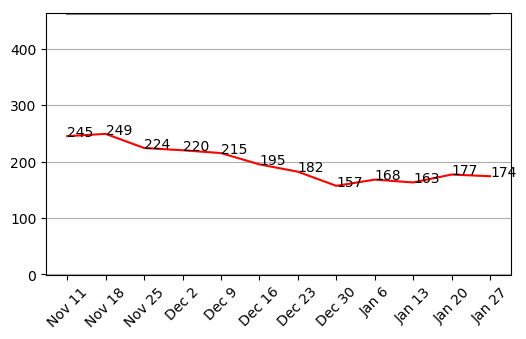 400
300
200
100
0
245
249
224
220
215
195
182
157
168
163
177
174
Nov 11
Nov 18
Nov 25
Dec 2
Dec 9
Dec 16
Dec 23
Dec 30
Jan 6
Jan 13
Jan 20
Jan 27